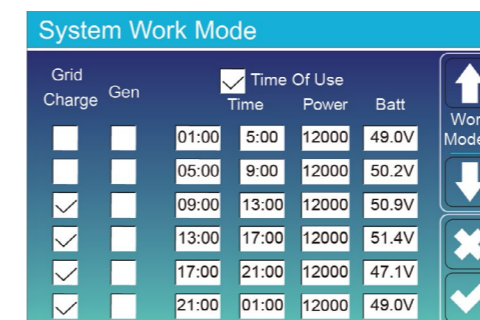 System Work Mode
Grid Charge
Gen
Time Of Use
Time Power Batt
01:00 5:00 12000 49.0V
05:00 9:00 12000 50.2V
09:00 13:00 12000 50.9V
13:00 17:00 12000 51.4V
17:00 21:00 12000 47.1V
21:00 01:00 12000 49.0V